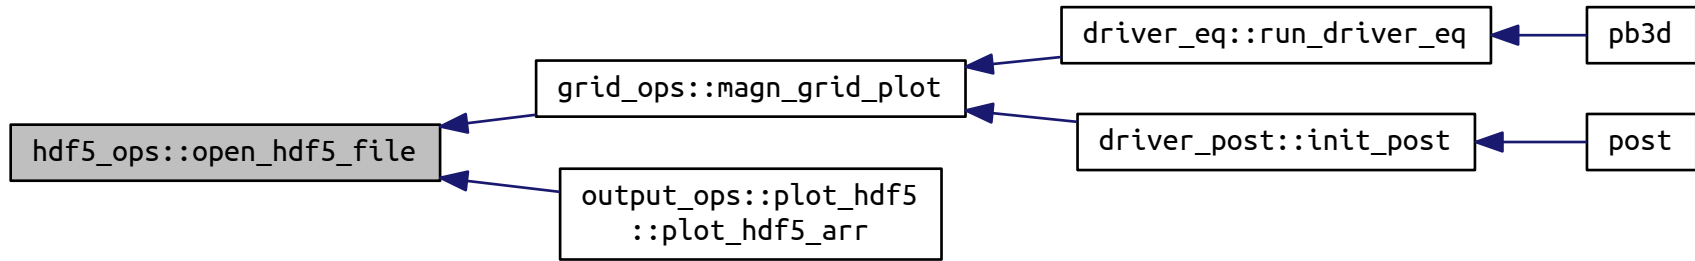 driver_eq::run_driver_eq
pb3d
grid_ops::magn_grid_plot
driver_post::init_post
post
hdf5_ops::open_hdf5_file
output_ops::plot_hdf5
::plot_hdf5_arr